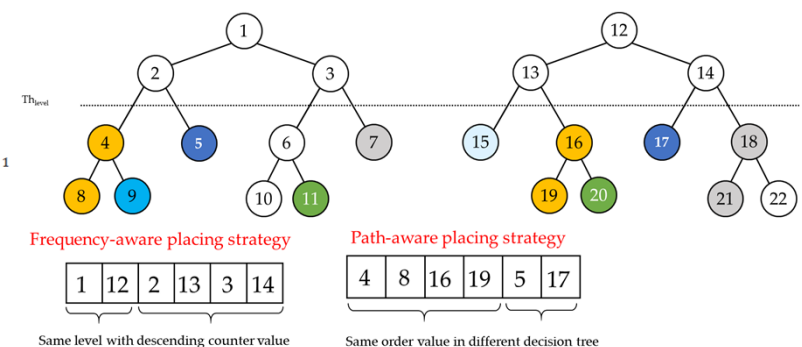 1 12
2 3 13 14
Th_level
4 5 6 7 15 16 17 18
1
8 9 10 11 19 20 21 22
Frequency-aware placing strategy Path-aware placing strategy
1 12 2 13 3 14 4 8 16 19 5 17
Same level with descending counter value Same order value in different decision tree